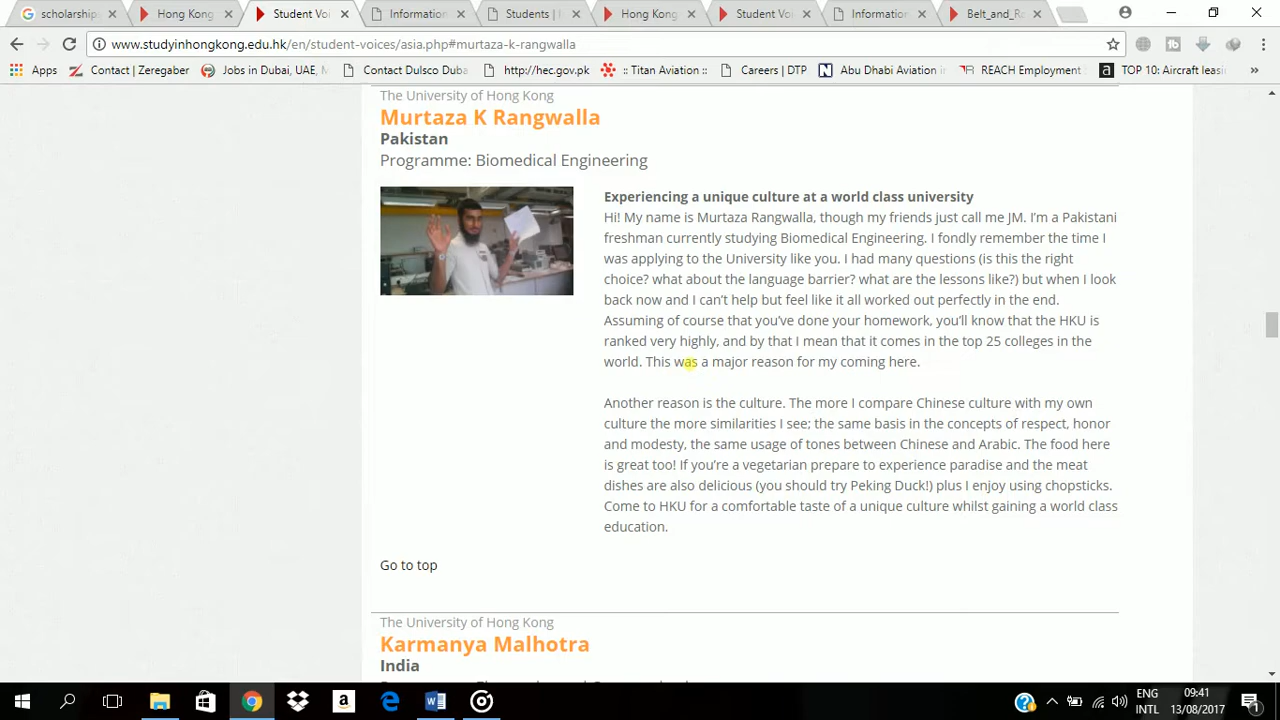 scholarship
Hong Kong
Student Voi
Information
Students |
Hong Kong
Student Voi
Information
Belt_and_Ro
www.studyinhongkong.edu.hk/en/student-voices/asia.php#murtaza-k-rangwalla
Apps
Contact | Zeregaber
Jobs in Dubai, UAE,
Contact Dulsco Duba
http://hec.gov.pk
:: Titan Aviation ::
Careers | DTP
Abu Dhabi Aviation
REACH Employment
TOP 10: Aircraft leasi
The University of Hong Kong
Murtaza K Rangwalla
Pakistan
Programme: Biomedical Engineering
Experiencing a unique culture at a world class university
Hi! My name is Murtaza Rangwalla, though my friends just call me JM. I'm a Pakistani
freshman currently studying Biomedical Engineering. I fondly remember the time I
was applying to the University like you. I had many questions (is this the right
choice? what about the language barrier? what are the lessons like?) but when I look
back now and I can't help but feel like it all worked out perfectly in the end.
Assuming of course that you've done your homework, you'll know that the HKU is
ranked very highly, and by that I mean that it comes in the top 25 colleges in the
world. This was a major reason for my coming here.
Another reason is the culture. The more I compare Chinese culture with my own
culture the more similarities I see; the same basis in the concepts of respect, honor
and modesty, the same usage of tones between Chinese and Arabic. The food here
is great too! If you're a vegetarian prepare to experience paradise and the meat
dishes are also delicious (you should try Peking Duck!) plus I enjoy using chopsticks.
Come to HKU for a comfortable taste of a unique culture whilst gaining a world class
education.
Go to top
The University of Hong Kong
Karmanya Malhotra
India
ENG
INTL
09:41
13/08/2017